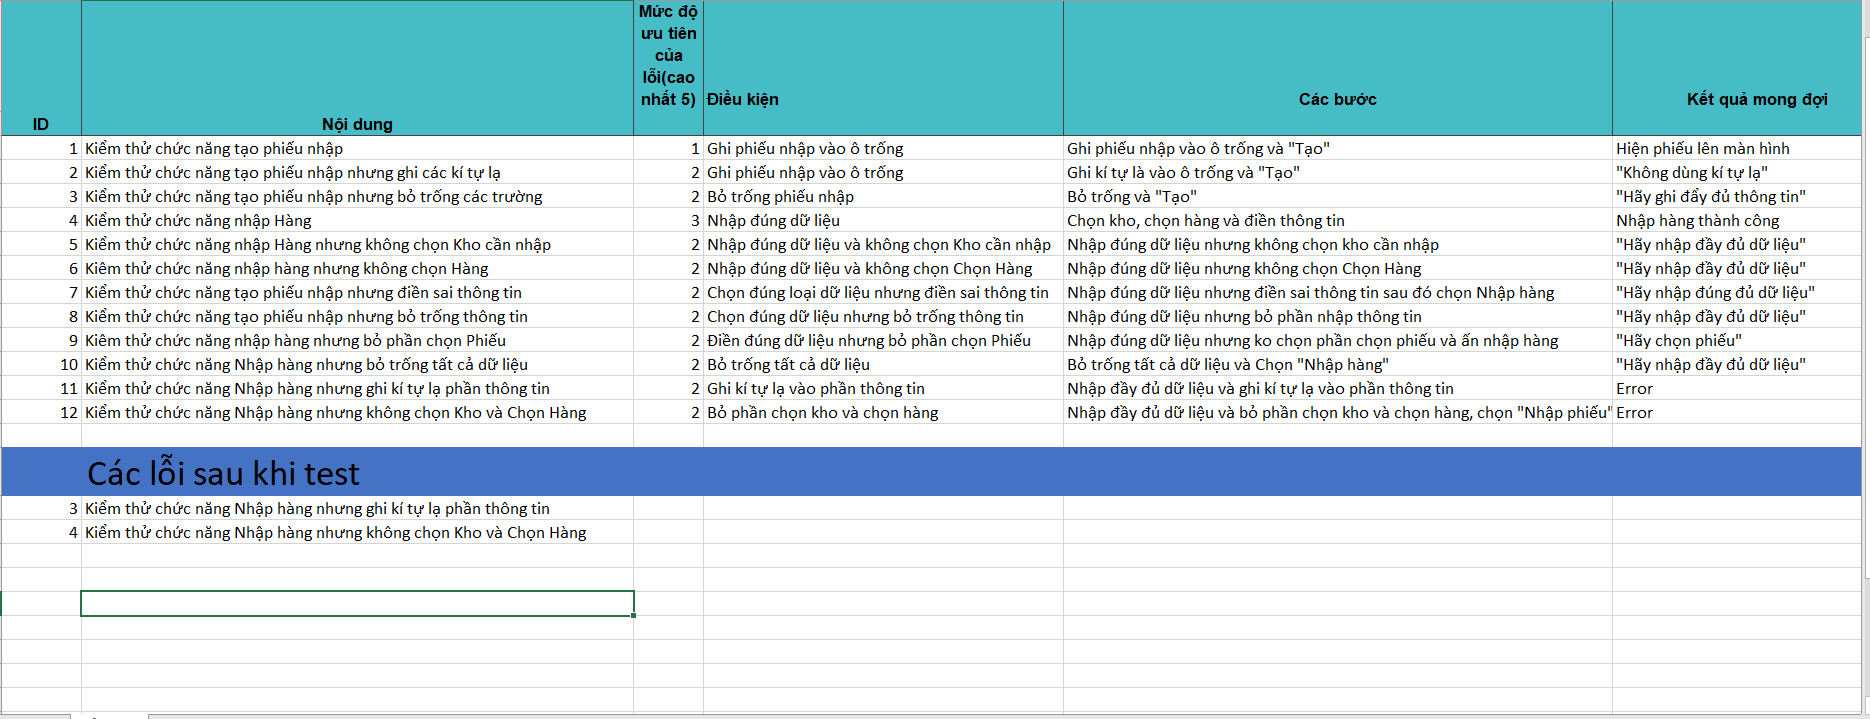 ID Nội dung Mức độ ưu tiên của lỗi(cao nhất 5) Điều kiện Các bước Kết quả mong đợi
1 Kiểm thử chức năng tạo phiếu nhập 1 Ghi phiếu nhập vào ô trống Ghi phiếu nhập vào ô trống và "Tạo" Hiện phiếu lên màn hình
2 Kiểm thử chức năng tạo phiếu nhập nhưng ghi các kí tự lạ 2 Ghi phiếu nhập vào ô trống Ghi kí tự là vào ô trống và "Tạo" "Không dùng kí tự lạ"
3 Kiểm thử chức năng tạo phiếu nhập nhưng bỏ trống các trường 2 Bỏ trống phiếu nhập Bỏ trống và "Tạo" "Hãy ghi đẩy đủ thông tin"
4 Kiểm thử chức năng nhập Hàng 3 Nhập đúng dữ liệu Chọn kho, chọn hàng và điền thông tin Nhập hàng thành công
5 Kiểm thử chức năng nhập Hàng nhưng không chọn Kho cần nhập 2 Nhập đúng dữ liệu và không chọn Kho cần nhập Nhập đúng dữ liệu nhưng không chọn kho cần nhập "Hãy nhập đầy đủ dữ liệu"
6 Kiêm thử chức năng nhập hàng nhưng không chọn Hàng 2 Nhập đúng dữ liệu và không chọn Chọn Hàng Nhập đúng dữ liệu nhưng không chọn Chọn Hàng "Hãy nhập đầy đủ dữ liệu"
7 Kiểm thử chức năng tạo phiếu nhập nhưng điền sai thông tin 2 Chọn đúng loại dữ liệu nhưng điền sai thông tin Nhập đúng dữ liệu nhưng điền sai thông tin sau đó chọn Nhập hàng "Hãy nhập đúng đủ dữ liệu"
8 Kiểm thử chức năng tạo phiếu nhập nhưng bỏ trống thông tin 2 Chọn đúng dữ liệu nhưng bỏ trống thông tin Nhập đúng dữ liệu nhưng bỏ phần nhập thông tin "Hãy nhập đầy đủ dữ liệu"
9 Kiêm thử chức năng nhập hàng nhưng bỏ phần chọn Phiếu 2 Điền đúng dữ liệu nhưng bỏ phần chọn Phiếu Nhập đúng dữ liệu nhưng ko chọn phần chọn phiếu và ấn nhập hàng "Hãy chọn phiếu"
10 Kiểm thử chức năng Nhập hàng nhưng bỏ trống tất cả dữ liệu 2 Bỏ trống tất cả dữ liệu Bỏ trống tất cả dữ liệu và Chọn "Nhập hàng" "Hãy nhập đầy đủ dữ liệu"
11 Kiểm thử chức năng Nhập hàng nhưng ghi kí tự lạ phần thông tin 2 Ghi kí tự lạ vào phần thông tin Nhập đầy đủ dữ liệu và ghi kí tự lạ vào phần thông tin Error
12 Kiểm thử chức năng Nhập hàng nhưng không chọn Kho và Chọn Hàng 2 Bỏ phần chọn kho và chọn hàng Nhập đầy đủ dữ liệu và bỏ phần chọn kho và chọn hàng, chọn "Nhập phiếu" Error
Các lỗi sau khi test
3 Kiểm thử chức năng Nhập hàng nhưng ghi kí tự lạ phần thông tin
4 Kiểm thử chức năng Nhập hàng nhưng không chọn Kho và Chọn Hàng